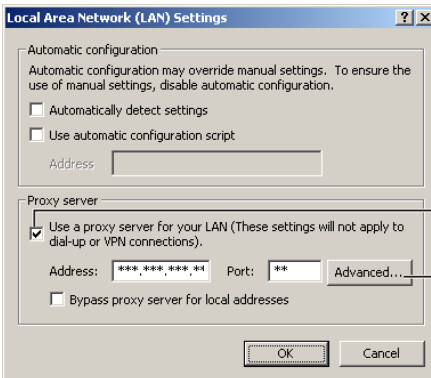 Local Area Network (LAN) Settings
Automatic configuration
Automatic configuration may override manual settings. To ensure the
use of manual settings, disable automatic configuration.
Automatically detect settings
Use automatic configuration script
Address
Proxy server
Use a proxy server for your LAN (These settings will not apply to
dial-up or VPN connections).
Address: ***.***.***.** Port: ** Advanced...
Bypass proxy server for local addresses
OK Cancel